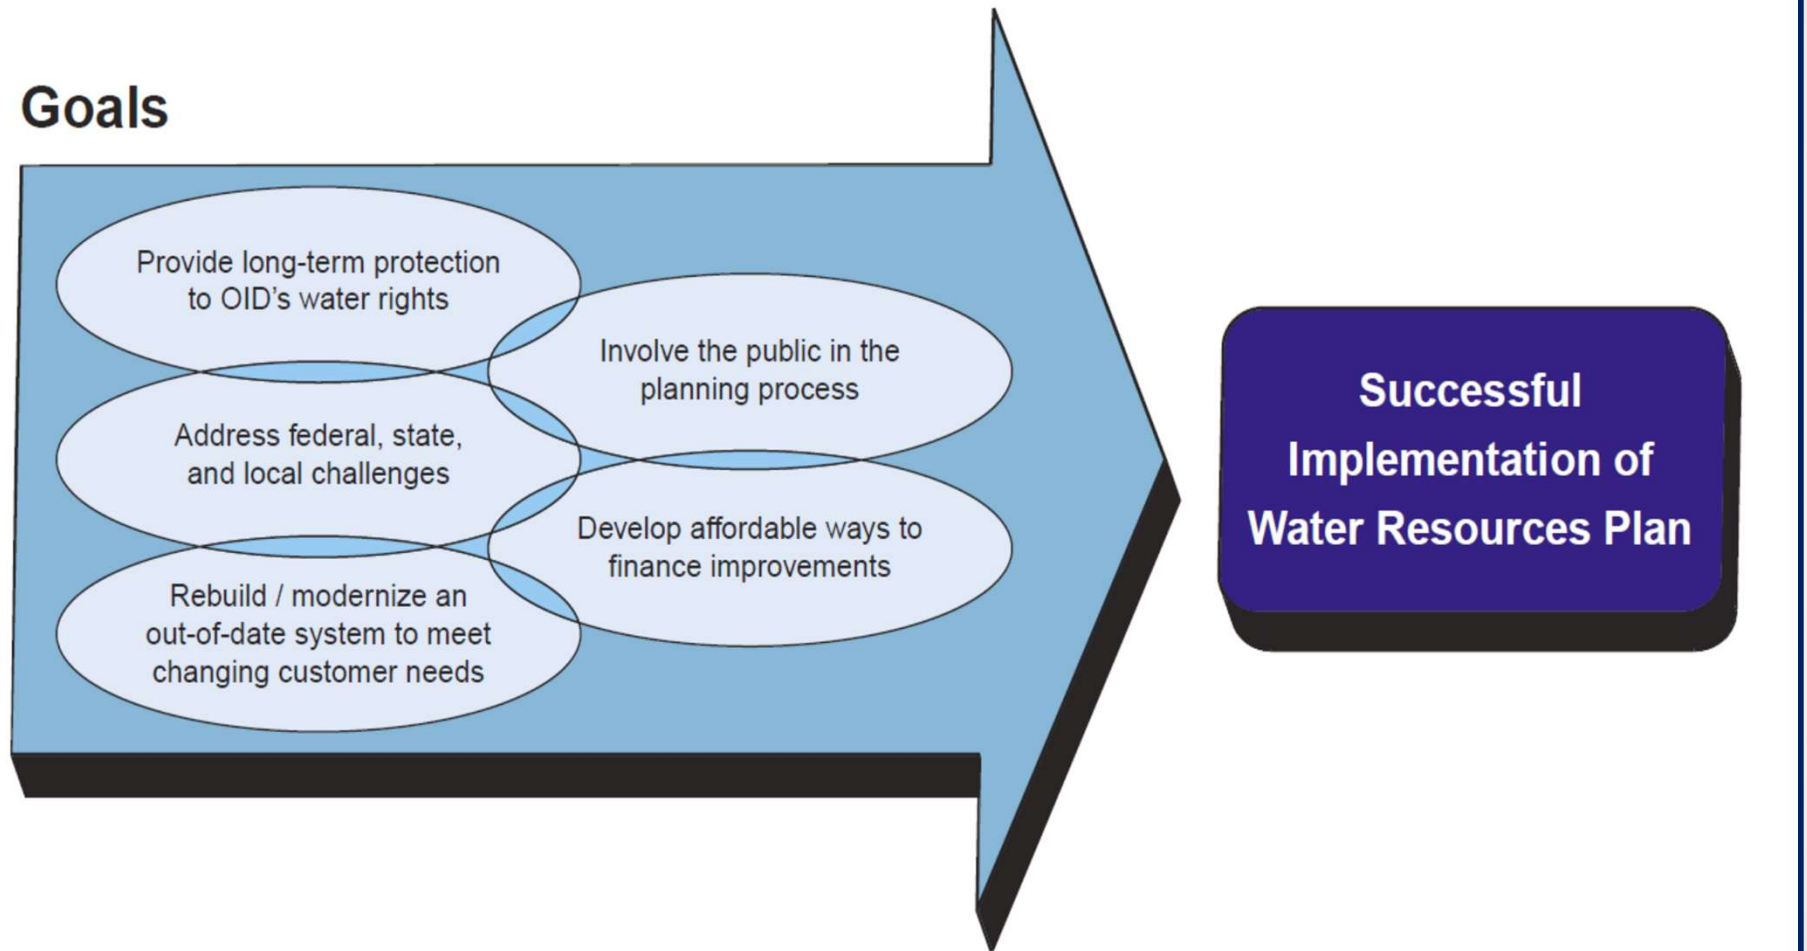 Goals
Provide long-term protection
to OID's water rights
Address federal, state,
and local challenges
Rebuild / modernize an
out-of-date system to meet
changing customer needs
Involve the public in the
planning process
Develop affordable ways to
finance improvements
Successful
Implementation of
Water Resources Plan